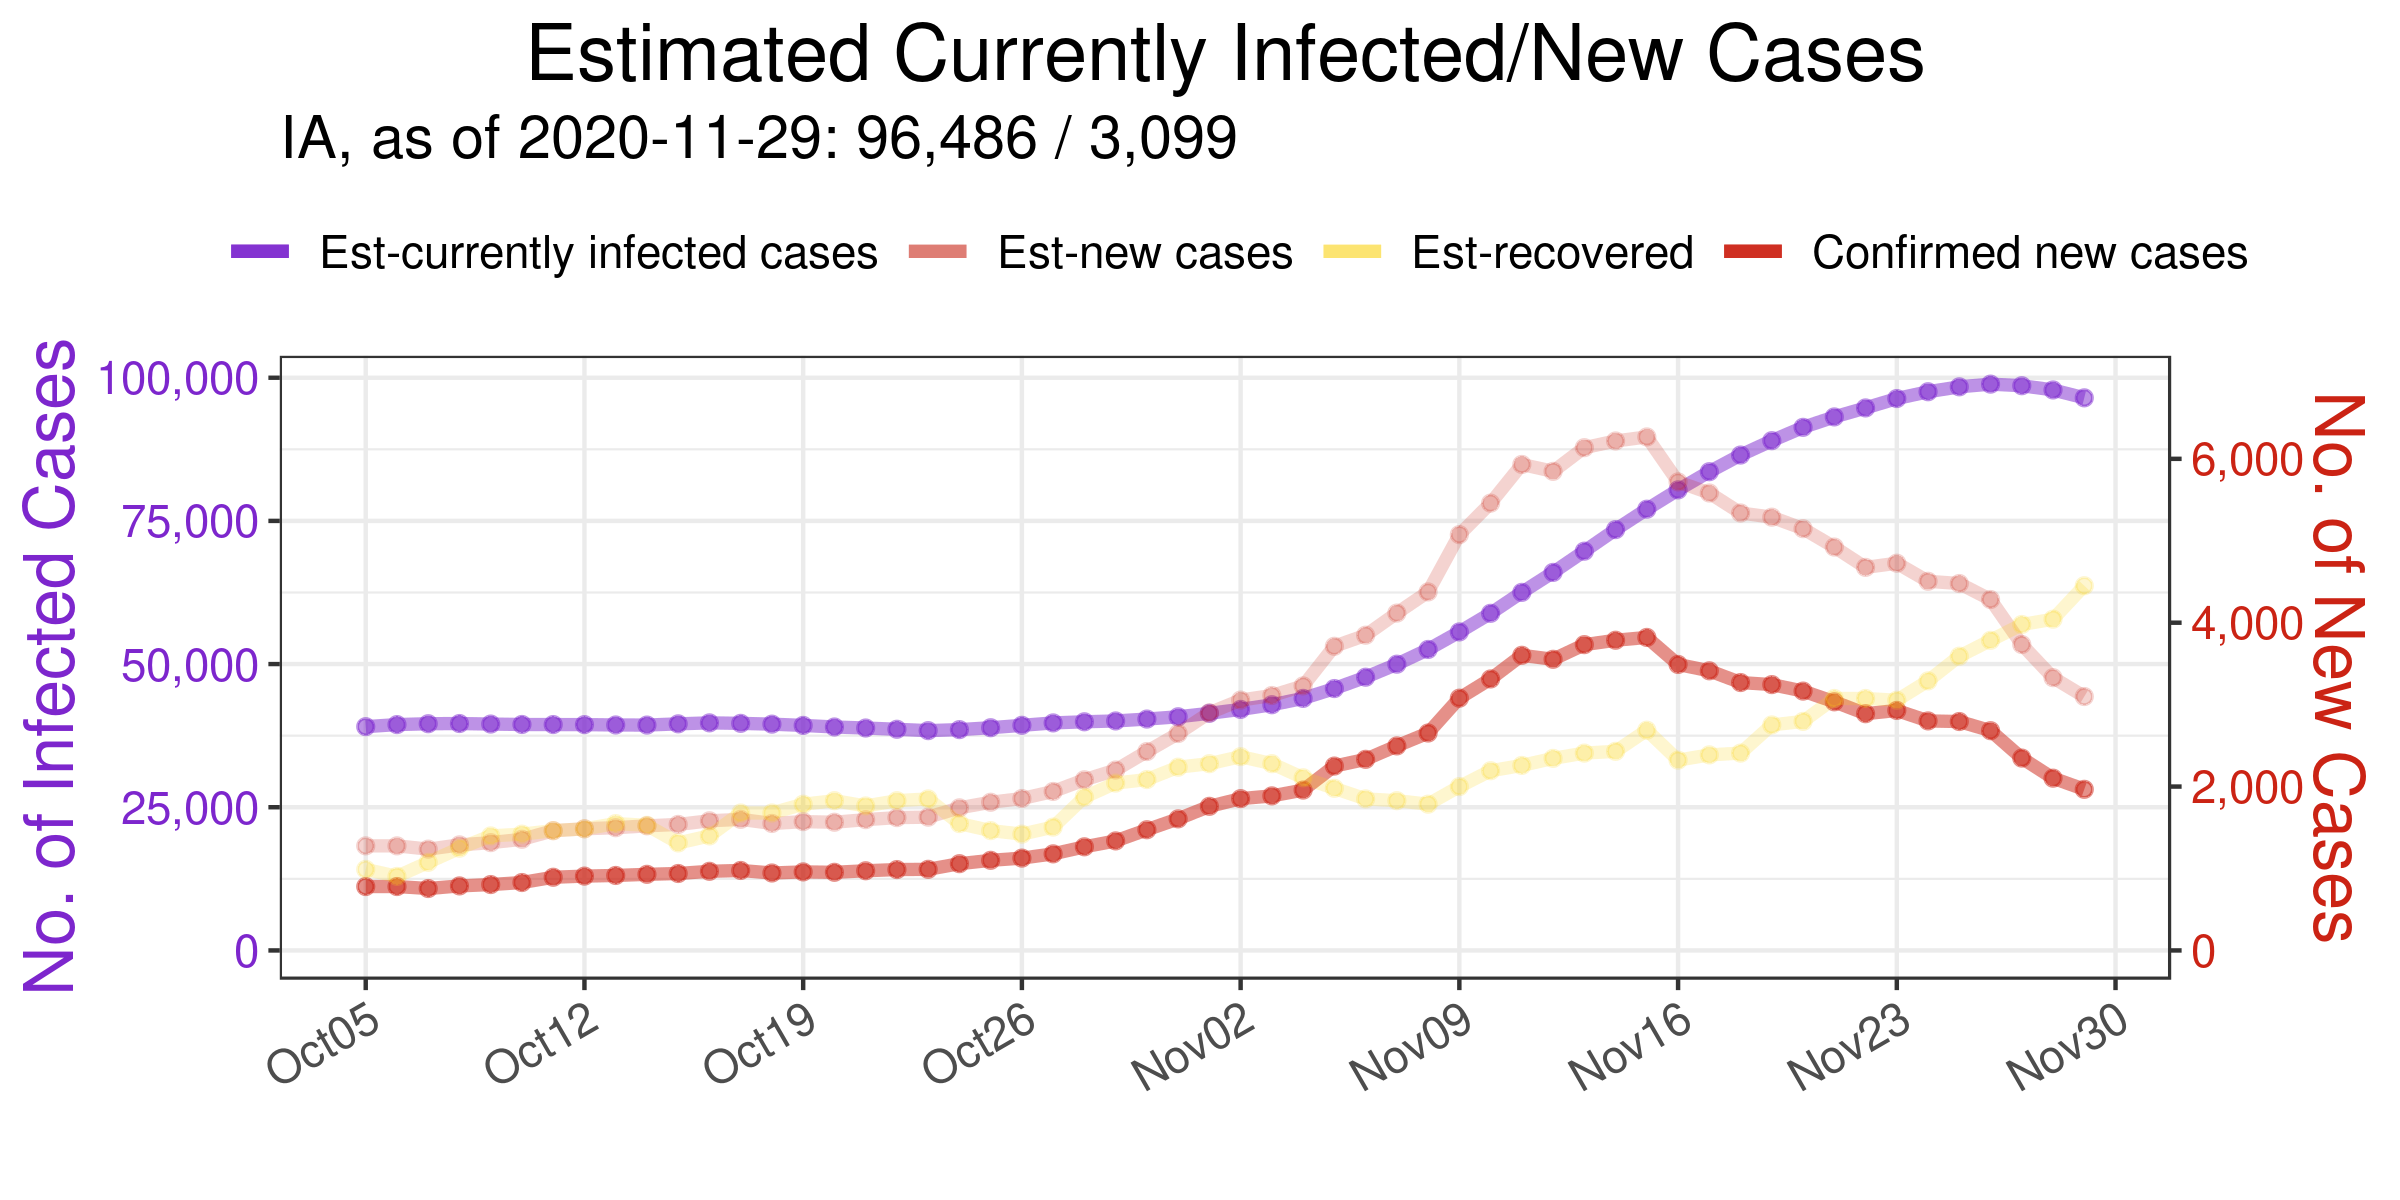 Estimated Currently Infected/New Cases
IA, as of 2020-11-29: 96,486 / 3,099
Est-currently infected cases Est-new cases Est-recovered Confirmed new cases
No. of Infected Cases
100,000
75,000
50,000
25,000
0
6,000
4,000
2,000
0
No. of New Cases
Oct05 Oct12 Oct19 Oct26 Nov02 Nov09 Nov16 Nov23 Nov30